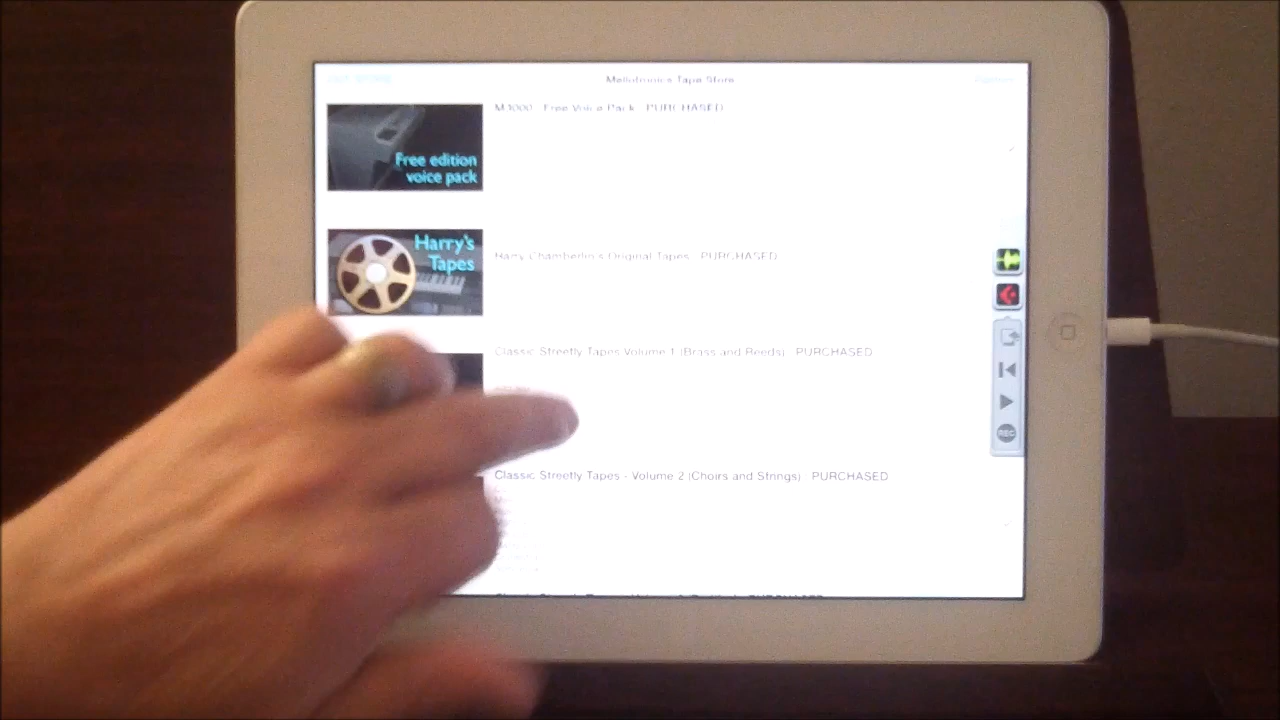 Mellotronics Tape Store
M3000 - Free Voice Pack - PURCHASED
Free edition
voice pack
Harry's
Tapes
Harry Chamberlin's Original Tapes - PURCHASED
Classic Streetly Tapes Volume 1 (Brass and Reeds) - PURCHASED
Classic Streetly Tapes - Volume 2 (Choirs and Strings) - PURCHASED
REC